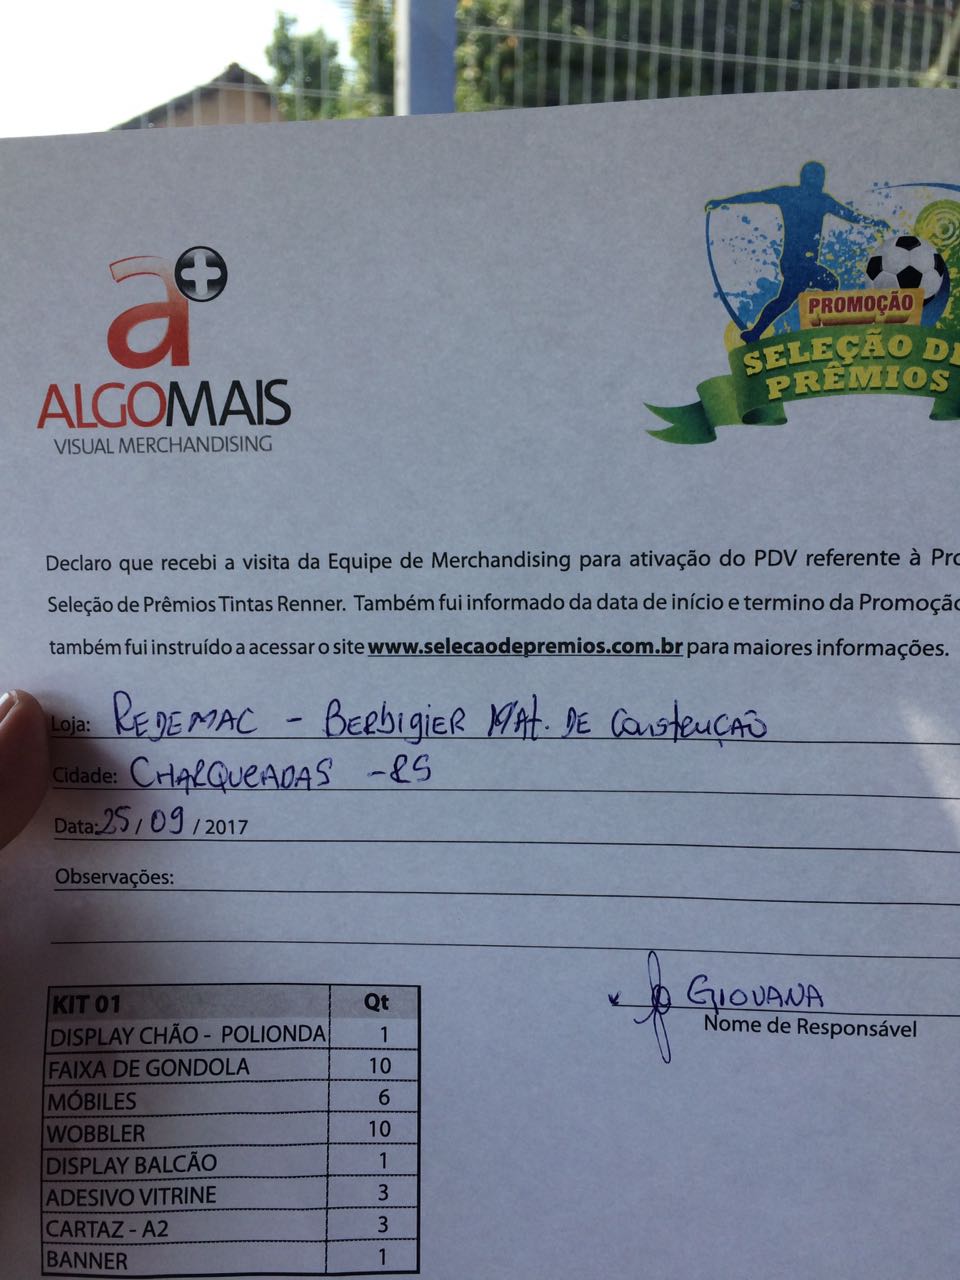 a+
ALGOMAIS
VISUAL MERCHANDISING
PROMOÇÃO
SELEÇÃO DE
PRÊMIOS
Declaro que recebi a visita da Equipe de Merchandising para ativação do PDV referente à Pro
Seleção de Prêmios Tintas Renner. Também fui informado da data de início e termino da Promoção
também fui instruído a acessar o site www.selecaodepremios.com.br para maiores informações.
Loja: REDEMAC - BERBIGIER MAT. DE CONSTRUÇÃO
Cidade: CHARQUEADAS - RS
Data: 25 / 09 / 2017
Observações:
GIOVANA
Nome de Responsável
KIT 01 Qt
DISPLAY CHÃO - POLIONDA 1
FAIXA DE GONDOLA 10
MÓBILES 6
WOBBLER 10
DISPLAY BALCÃO 1
ADESIVO VITRINE 3
CARTAZ - A2 3
BANNER 1